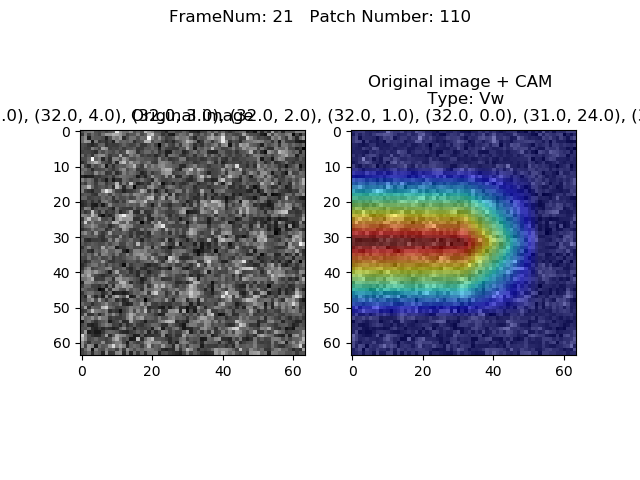 FrameNum: 21   Patch Number: 110
Original image + CAM
Type: Vw
.0), (32.0, 4.0), (32.0, 3.0), (32.0, 2.0), (32.0, 1.0), (32.0, 0.0), (31.0, 24.0), (3
Original image
0
10
20
30
40
50
60
0 20 40 60
0
10
20
30
40
50
60
0 20 40 60